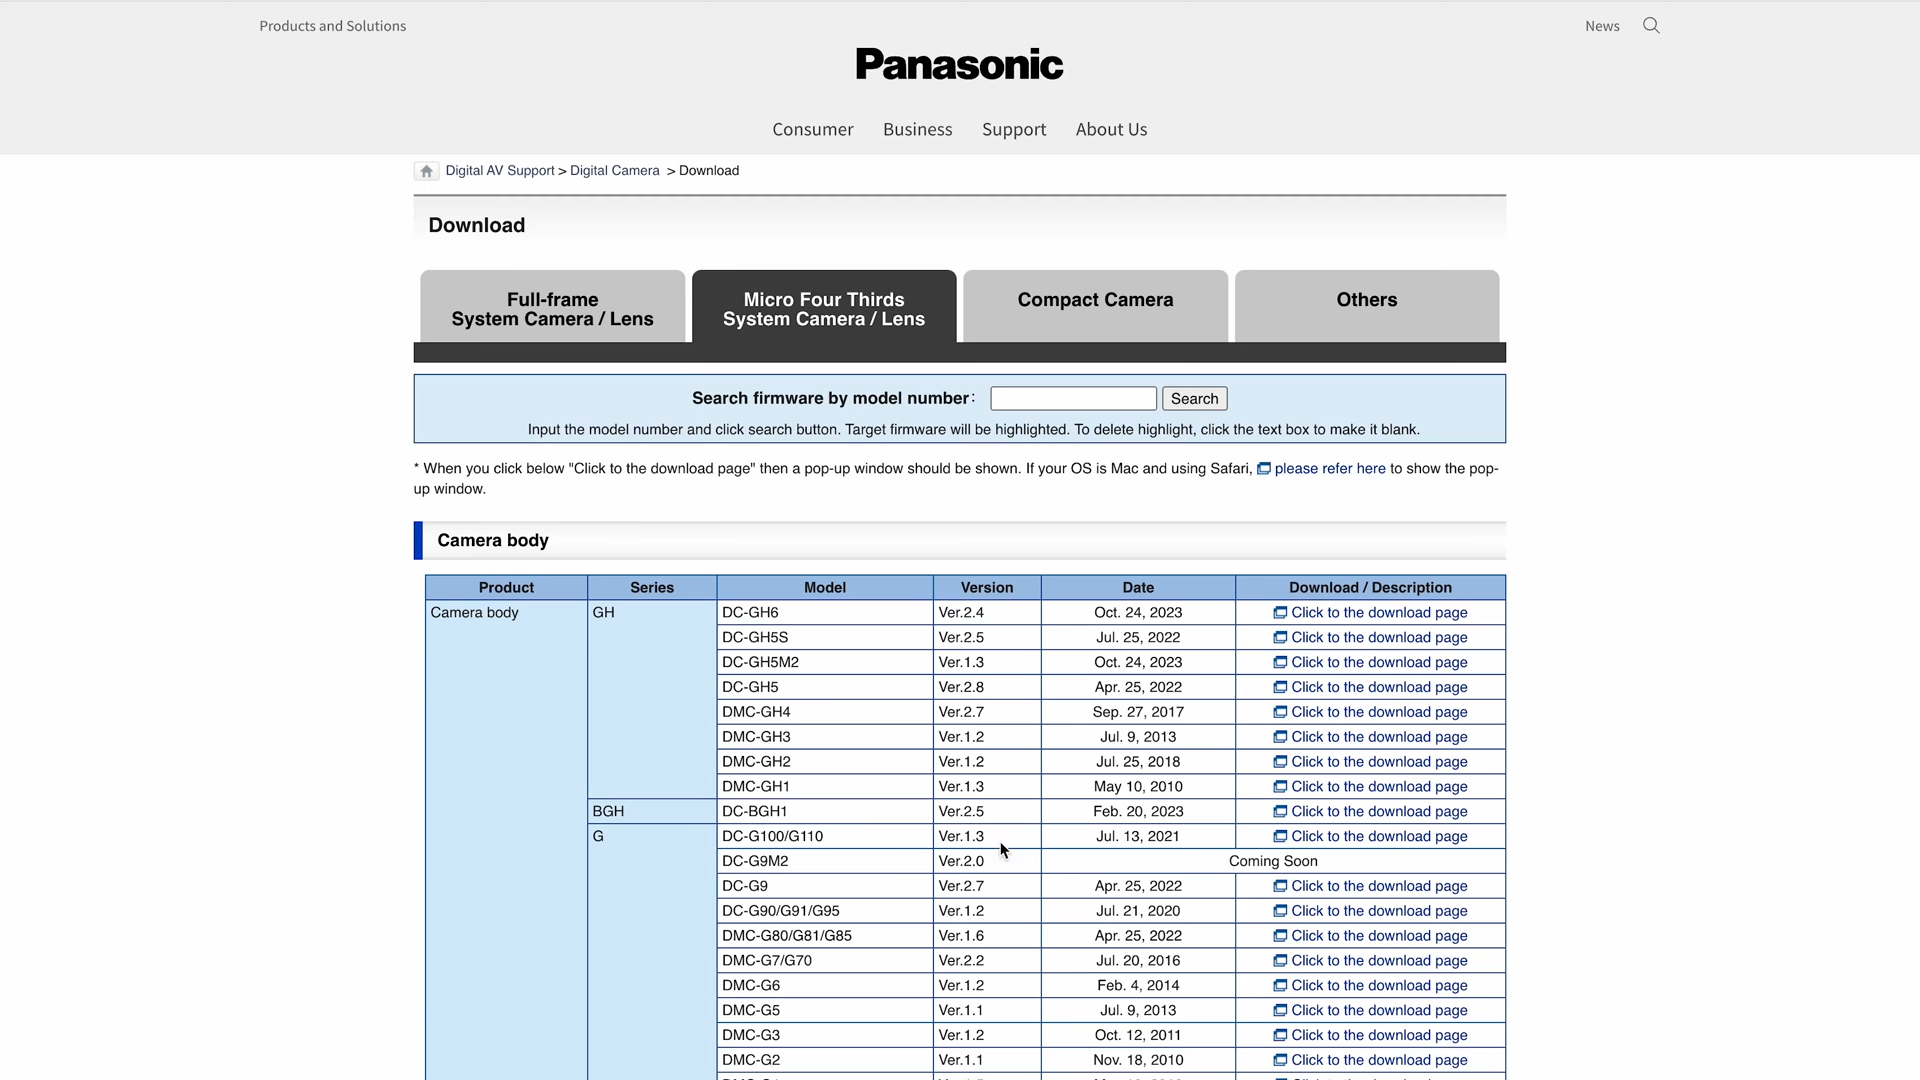 Products and Solutions
News
Panasonic
Consumer Business Support About Us
Digital AV Support > Digital Camera > Download
Download
Full-frame
System Camera / Lens
Micro Four Thirds
System Camera / Lens
Compact Camera
Others
Search firmware by model number:
Search
Input the model number and click search button. Target firmware will be highlighted. To delete highlight, click the text box to make it blank.
* When you click below "Click to the download page" then a pop-up window should be shown. If your OS is Mac and using Safari, please refer here to show the pop-
up window.
Camera body
Product Series Model Version Date Download / Description
Camera body GH DC-GH6 Ver.2.4 Oct. 24, 2023 Click to the download page
DC-GH5S Ver.2.5 Jul. 25, 2022 Click to the download page
DC-GH5M2 Ver.1.3 Oct. 24, 2023 Click to the download page
DC-GH5 Ver.2.8 Apr. 25, 2022 Click to the download page
DMC-GH4 Ver.2.7 Sep. 27, 2017 Click to the download page
DMC-GH3 Ver.1.2 Jul. 9, 2013 Click to the download page
DMC-GH2 Ver.1.2 Jul. 25, 2018 Click to the download page
DMC-GH1 Ver.1.3 May 10, 2010 Click to the download page
BGH DC-BGH1 Ver.2.5 Feb. 20, 2023 Click to the download page
G DC-G100/G110 Ver.1.3 Jul. 13, 2021 Click to the download page
DC-G9M2 Ver.2.0 Coming Soon
DC-G9 Ver.2.7 Apr. 25, 2022 Click to the download page
DC-G90/G91/G95 Ver.1.2 Jul. 21, 2020 Click to the download page
DMC-G80/G81/G85 Ver.1.6 Apr. 25, 2022 Click to the download page
DMC-G7/G70 Ver.2.2 Jul. 20, 2016 Click to the download page
DMC-G6 Ver.1.2 Feb. 4, 2014 Click to the download page
DMC-G5 Ver.1.1 Jul. 9, 2013 Click to the download page
DMC-G3 Ver.1.2 Oct. 12, 2011 Click to the download page
DMC-G2 Ver.1.1 Nov. 18, 2010 Click to the download page